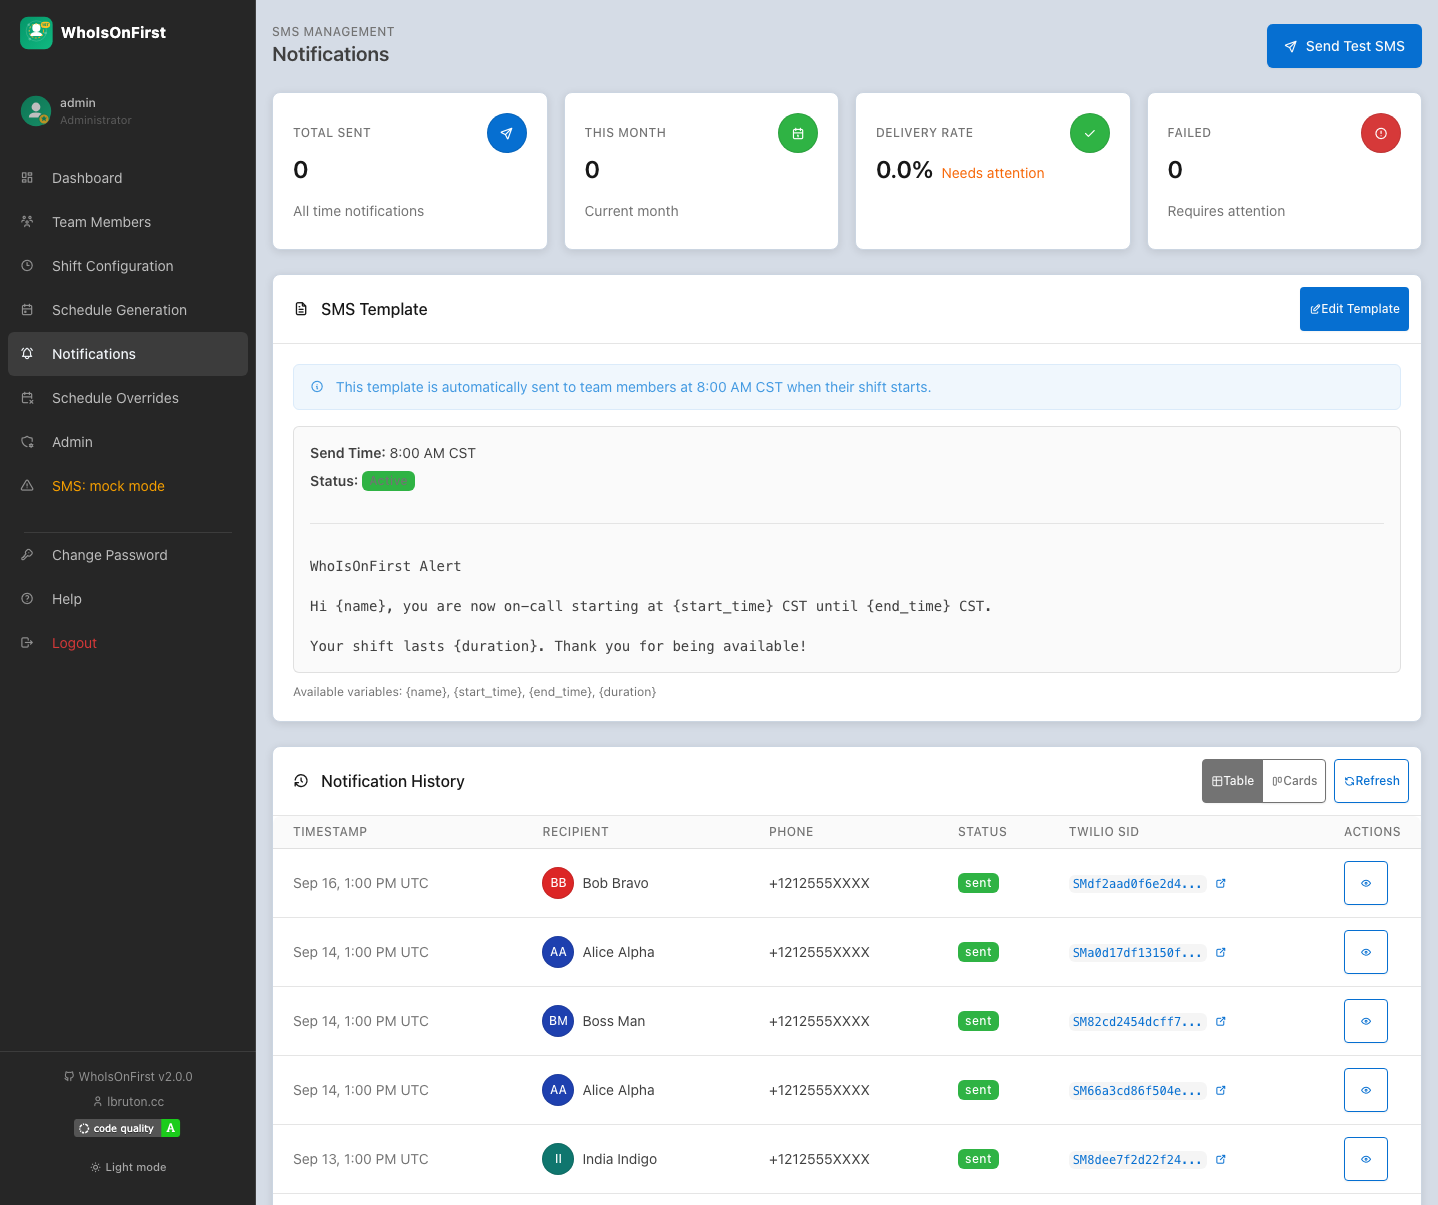 WhoIsOnFirst
admin
Administrator
Dashboard
Team Members
Shift Configuration
Schedule Generation
Notifications
Schedule Overrides
Admin
SMS: mock mode
Change Password
Help
Logout
WhoIsOnFirst v2.0.0
lbruton.cc
code quality A
Light mode
SMS MANAGEMENT
Notifications
Send Test SMS
TOTAL SENT
0
All time notifications
THIS MONTH
0
Current month
DELIVERY RATE
0.0% Needs attention
FAILED
0
Requires attention
SMS Template
Edit Template
This template is automatically sent to team members at 8:00 AM CST when their shift starts.
Send Time: 8:00 AM CST
Status: Active
WhoIsOnFirst Alert
Hi {name}, you are now on-call starting at {start_time} CST until {end_time} CST.
Your shift lasts {duration}. Thank you for being available!
Available variables: {name}, {start_time}, {end_time}, {duration}
Notification History
Table Cards Refresh
TIMESTAMP RECIPIENT PHONE STATUS TWILIO SID ACTIONS
Sep 16, 1:00 PM UTC BB Bob Bravo +1212555XXXX sent SMdf2aad0f6e2d4...
Sep 14, 1:00 PM UTC AA Alice Alpha +1212555XXXX sent SMa0d17df13150f...
Sep 14, 1:00 PM UTC BM Boss Man +1212555XXXX sent SM82cd2454dcff7...
Sep 14, 1:00 PM UTC AA Alice Alpha +1212555XXXX sent SM66a3cd86f504e...
Sep 13, 1:00 PM UTC II India Indigo +1212555XXXX sent SM8dee7f2d22f24...